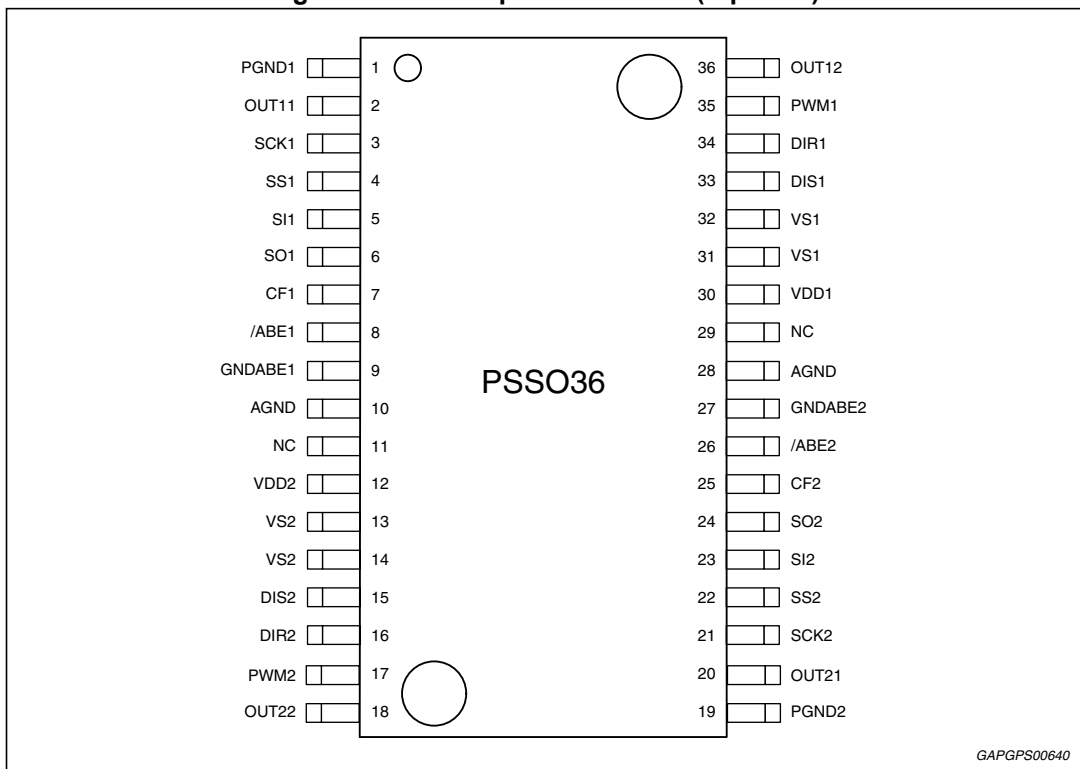 PGND1 1 36 OUT12
OUT11 2 35 PWM1
SCK1 3 34 DIR1
SS1 4 33 DIS1
SI1 5 32 VS1
SO1 6 31 VS1
CF1 7 30 VDD1
/ABE1 8 29 NC
GNDABE1 9 28 AGND
AGND 10 27 GNDABE2
NC 11 26 /ABE2
VDD2 12 25 CF2
VS2 13 24 SO2
VS2 14 23 SI2
DIS2 15 22 SS2
DIR2 16 21 SCK2
PWM2 17 20 OUT21
OUT22 18 19 PGND2
PSSO36
GAPGPS00640